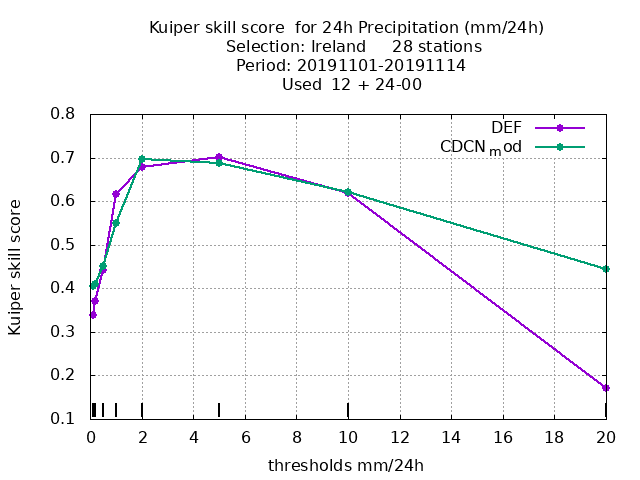 Kuiper skill score  for 24h Precipitation (mm/24h)
Selection: Ireland     28 stations
Period: 20191101-20191114
Used  12 + 24-00
DEF
CDCNmod
0.8
0.7
0.6
0.5
0.4
0.3
0.2
0.1
Kuiper skill score
0 2 4 6 8 10 12 14 16 18 20
thresholds mm/24h